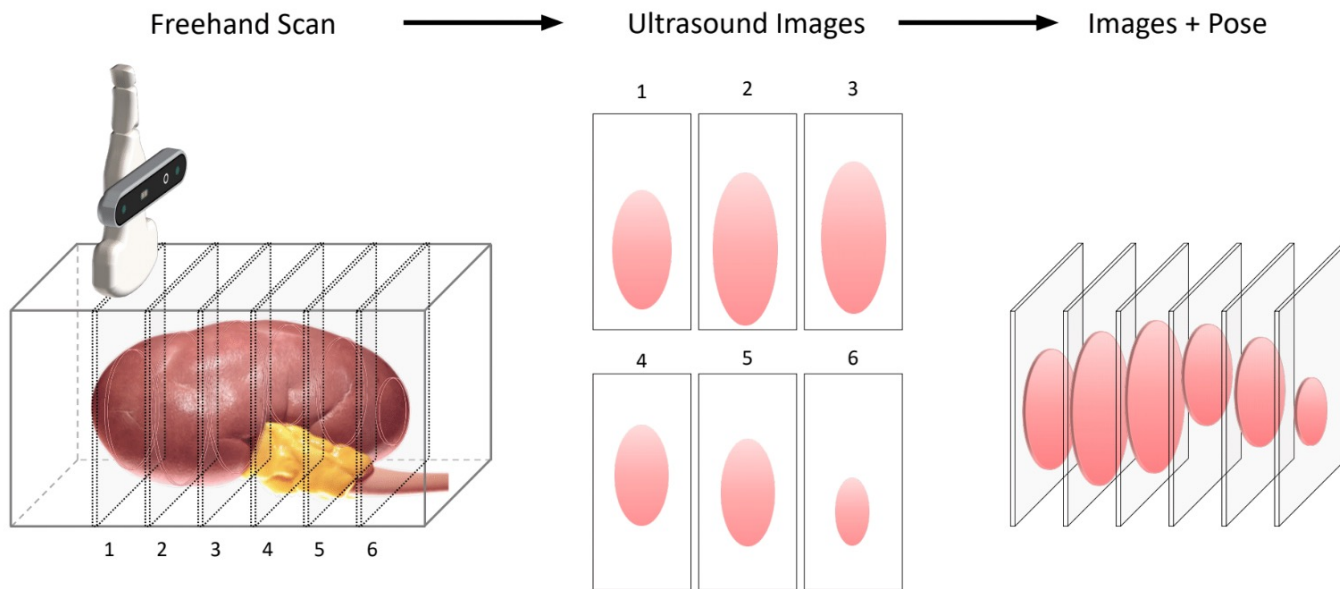 Freehand Scan
Ultrasound Images
Images + Pose
1 2 3
4 5 6
1 2 3 4 5 6